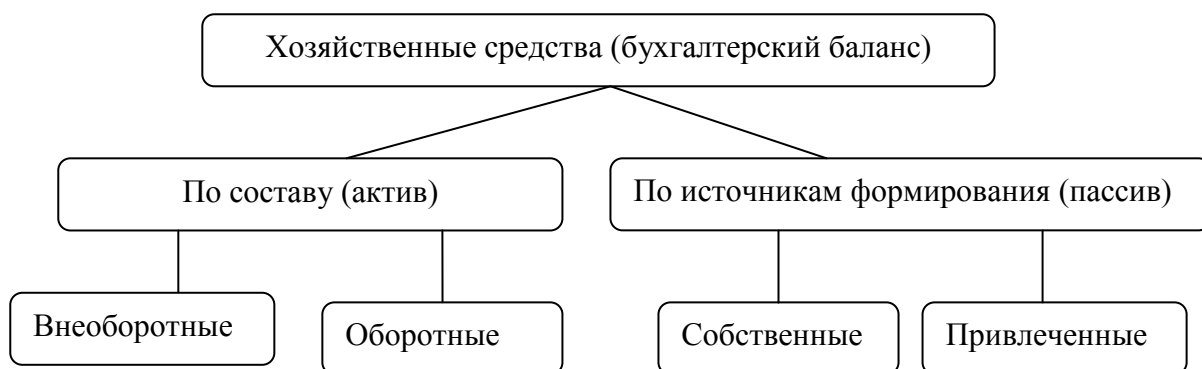 Хозяйственные средства (бухгалтерский баланс)
По составу (актив)
По источникам формирования (пассив)
Внеоборотные
Оборотные
Собственные
Привлеченные